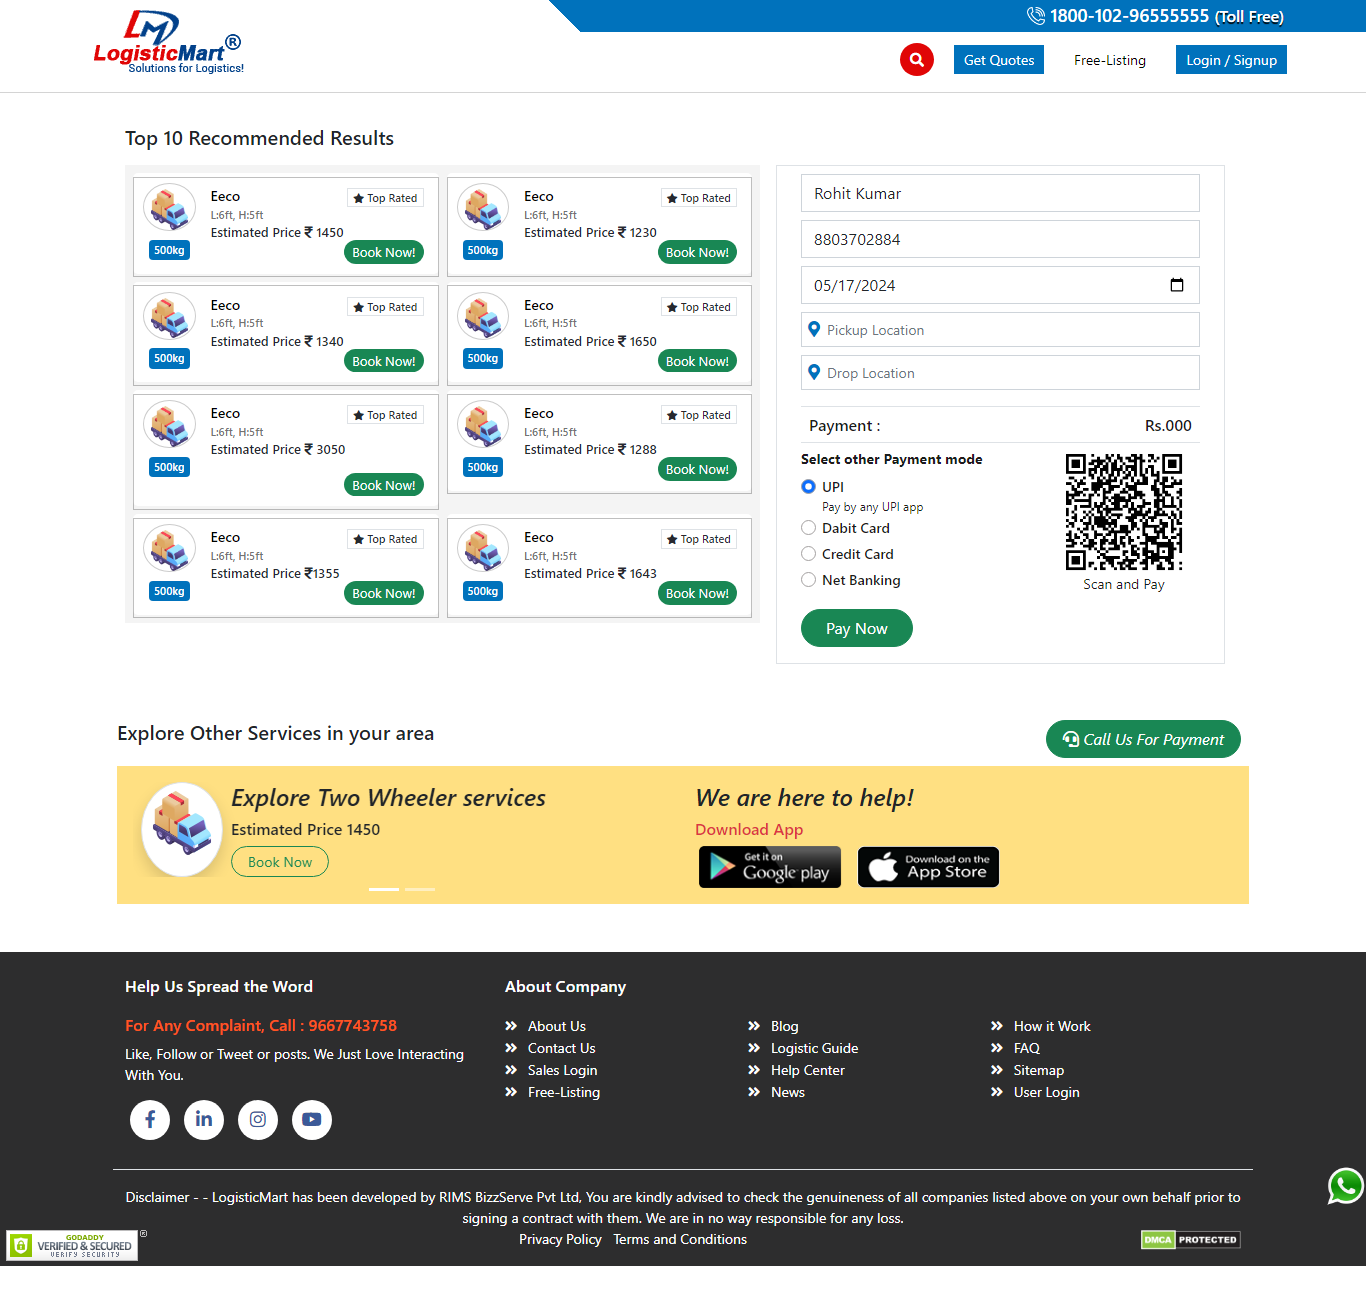 1800-102-96555555 (Toll Free)
LM
LogisticMart®
Solutions for Logistics!
Get Quotes
Free-Listing
Login / Signup
Top 10 Recommended Results
Eeco
Top Rated
L:6ft, H:5ft
Estimated Price ₹ 1450
500kg
Book Now!
Eeco
Top Rated
L:6ft, H:5ft
Estimated Price ₹ 1230
500kg
Book Now!
Eeco
Top Rated
L:6ft, H:5ft
Estimated Price ₹ 1340
500kg
Book Now!
Eeco
Top Rated
L:6ft, H:5ft
Estimated Price ₹ 1650
500kg
Book Now!
Eeco
Top Rated
L:6ft, H:5ft
Estimated Price ₹ 3050
500kg
Book Now!
Eeco
Top Rated
L:6ft, H:5ft
Estimated Price ₹ 1288
500kg
Book Now!
Eeco
Top Rated
L:6ft, H:5ft
Estimated Price ₹1355
500kg
Book Now!
Eeco
Top Rated
L:6ft, H:5ft
Estimated Price ₹ 1643
500kg
Book Now!
Rohit Kumar
8803702884
05/17/2024
Pickup Location
Drop Location
Payment : Rs.000
Select other Payment mode
UPI
Pay by any UPI app
Dabit Card
Credit Card
Net Banking
Scan and Pay
Pay Now
Explore Other Services in your area
Call Us For Payment
Explore Two Wheeler services
Estimated Price 1450
Book Now
We are here to help!
Download App
Get it on
Google play
Download on the
App Store
Help Us Spread the Word
For Any Complaint, Call : 9667743758
Like, Follow or Tweet or posts. We Just Love Interacting
With You.
About Company
About Us
Contact Us
Sales Login
Free-Listing
Blog
Logistic Guide
Help Center
News
How it Work
FAQ
Sitemap
User Login
Disclaimer - - LogisticMart has been developed by RIMS BizzServe Pvt Ltd, You are kindly advised to check the genuineness of all companies listed above on your own behalf prior to
signing a contract with them. We are in no way responsible for any loss.
Privacy Policy Terms and Conditions
GODADDY
VERIFIED & SECURED
VERIFY SECURITY
®
DMCA PROTECTED